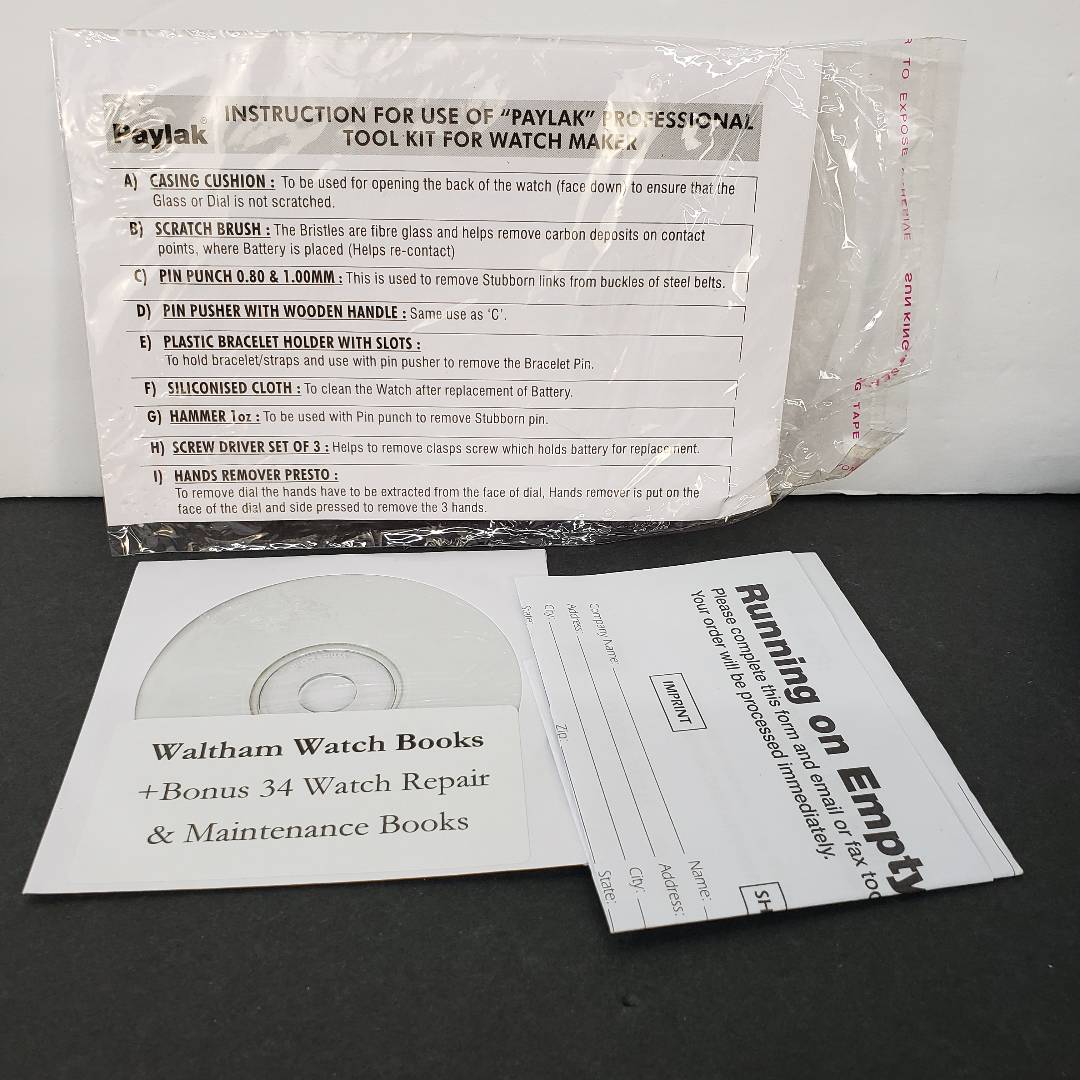 Paylak®
INSTRUCTION FOR USE OF "PAYLAK" PROFESSIONAL
TOOL KIT FOR WATCH MAKER
A) CASING CUSHION : To be used for opening the back of the watch (face down) to ensure that the
Glass or Dial is not scratched.
B) SCRATCH BRUSH : The Bristles are fibre glass and helps remove carbon deposits on contact
points, where Battery is placed (Helps re-contact)
C) PIN PUNCH 0.80 & 1.00MM : This is used to remove Stubborn links from buckles of steel belts.
D) PIN PUSHER WITH WOODEN HANDLE : Same use as 'C'.
E) PLASTIC BRACELET HOLDER WITH SLOTS :
To hold bracelet/straps and use with pin pusher to remove the Bracelet Pin.
F) SILICONISED CLOTH : To clean the Watch after replacement of Battery.
G) HAMMER 1oz : To be used with Pin punch to remove Stubborn pin.
H) SCREW DRIVER SET OF 3 : Helps to remove clasps screw which holds battery for replacement.
I) HANDS REMOVER PRESTO :
To remove dial the hands have to be extracted from the face of dial, Hands remover is put on the
face of the dial and side pressed to remove the 3 hands.
TO EXPOSE
TAPE
Waltham Watch Books
+Bonus 34 Watch Repair
& Maintenance Books
Running on Empty
Please complete this form and email or fax
Your order will be processed immediately.
IMPRINT
SH
Company Name:
Address:
City:
Zip:
State:
Name:
Address:
City:
State: